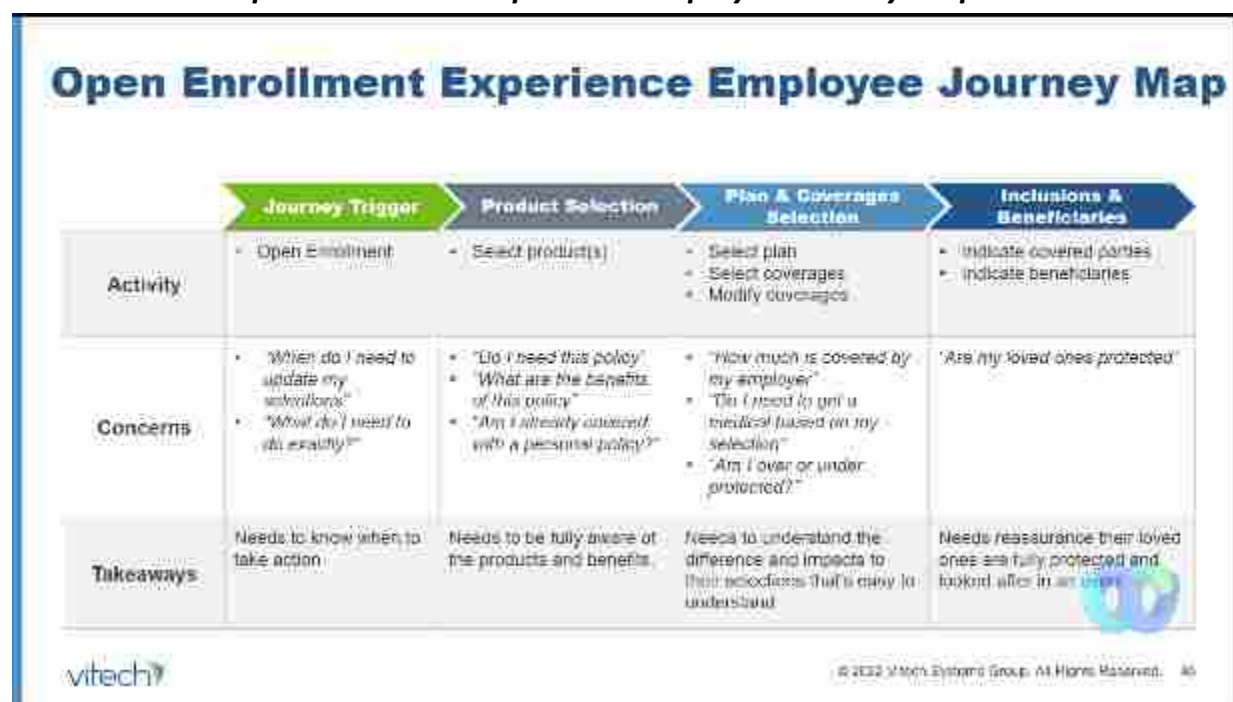 Open Enrollment Experience Employee Journey Map
Journey Trigger
Product Selection
Plan & Coverages
Selection
Inclusions &
Beneficiaries
Activity
• Open Enrollment
• Select product(s)
• Select plan
• Select coverages
• Modify coverages
• Indicate covered parties
• Indicate beneficiaries
Concerns
• "When do I need to
update my
selections"
• "What do I need to
do exactly?"
• "Do I need this policy"
• "What are the benefits
of this policy"
• "Am I already covered
with a personal policy?"
• "How much is covered by
my employer"
• "Do I need to get a
medical based on my
selection"
• "Am I over or under
protected?"
"Are my loved ones protected"
Takeaways
Needs to know when to
take action
Needs to be fully aware of
the products and benefits
Needs to understand the
difference and impacts to
their selections that's easy to
understand
Needs reassurance their loved
ones are fully protected and
looked after in an
vitech
© 2022 Vitech Systems Group. All Rights Reserved.